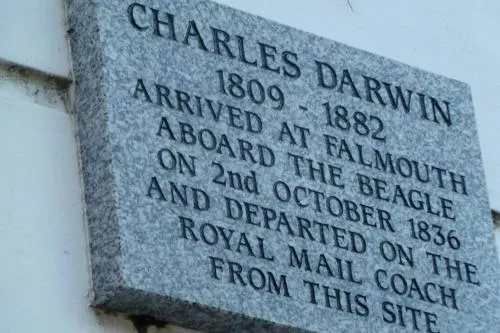 CHARLES DARWIN
1809 - 1882
ARRIVED AT FALMOUTH
ABOARD THE BEAGLE
ON 2nd OCTOBER 1836
AND DEPARTED ON THE
ROYAL MAIL COACH
FROM THIS SITE